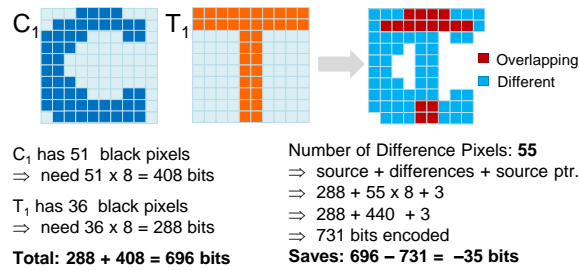 C₁
T₁
Overlapping
Different
C₁ has 51 black pixels
⇒ need 51 x 8 = 408 bits
T₁ has 36 black pixels
⇒ need 36 x 8 = 288 bits
Total: 288 + 408 = 696 bits
Number of Difference Pixels: 55
⇒ source + differences + source ptr.
⇒ 288 + 55 x 8 + 3
⇒ 288 + 440 + 3
⇒ 731 bits encoded
Saves: 696 – 731 = –35 bits